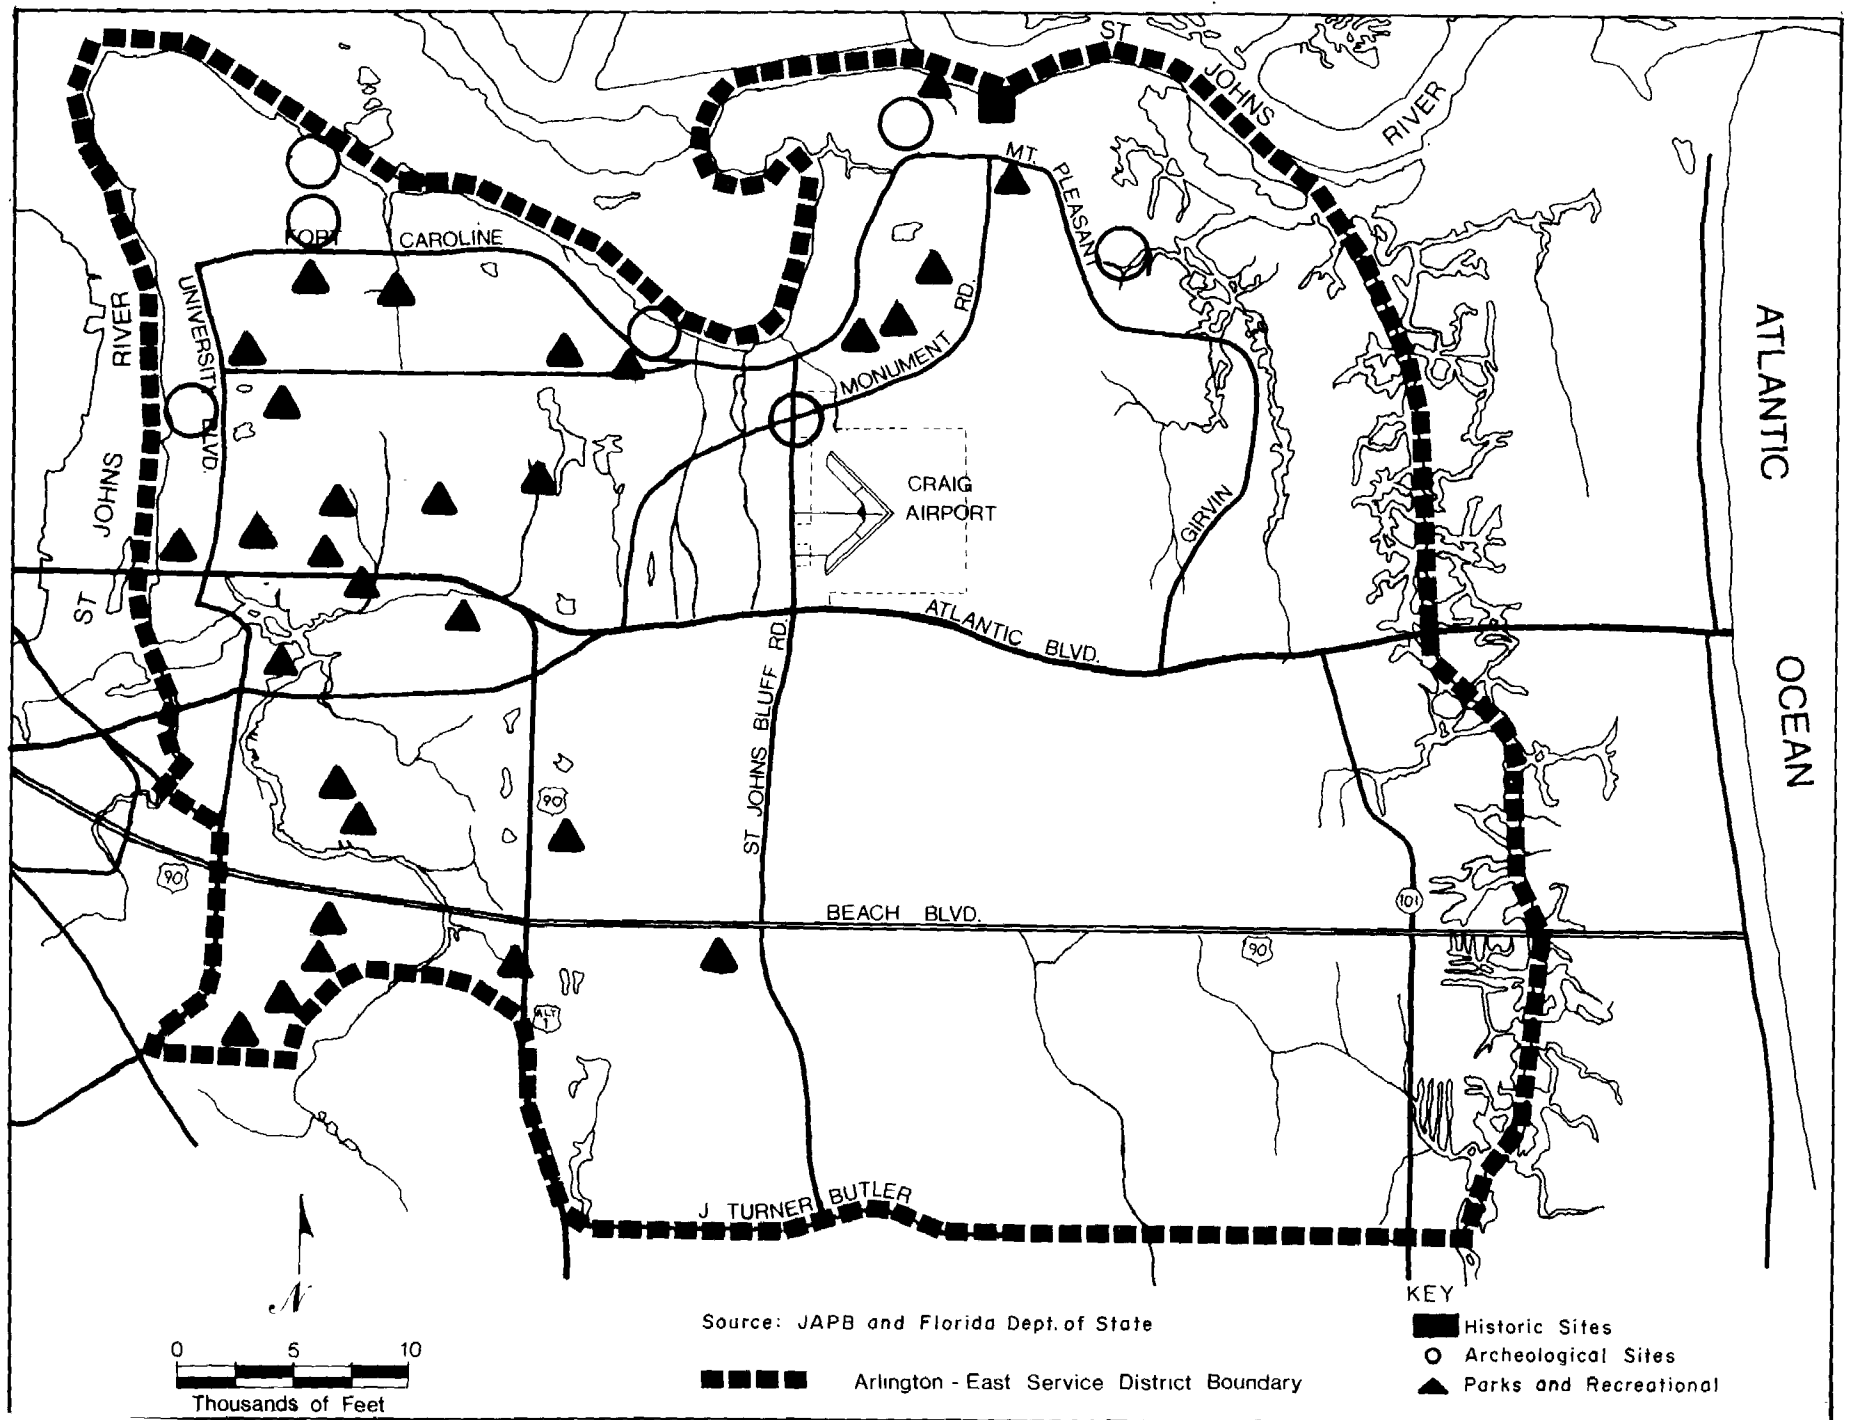 ST
JOHNS
RIVER
MT.
PLEASANT
FORT CAROLINE
UNIVERSITY BLVD.
ST JOHNS RIVER
MONUMENT RD.
ATLANTIC
OCEAN
CRAIG
AIRPORT
GIRVIN
ATLANTIC BLVD.
ST JOHNS BLUFF RD.
90
90
101
BEACH BLVD.
90
ALT
1
J TURNER BUTLER
N
KEY
Historic Sites
Archeological Sites
Parks and Recreational
Source: JAPB and Florida Dept. of State
Arlington - East Service District Boundary
0 5 10
Thousands of Feet